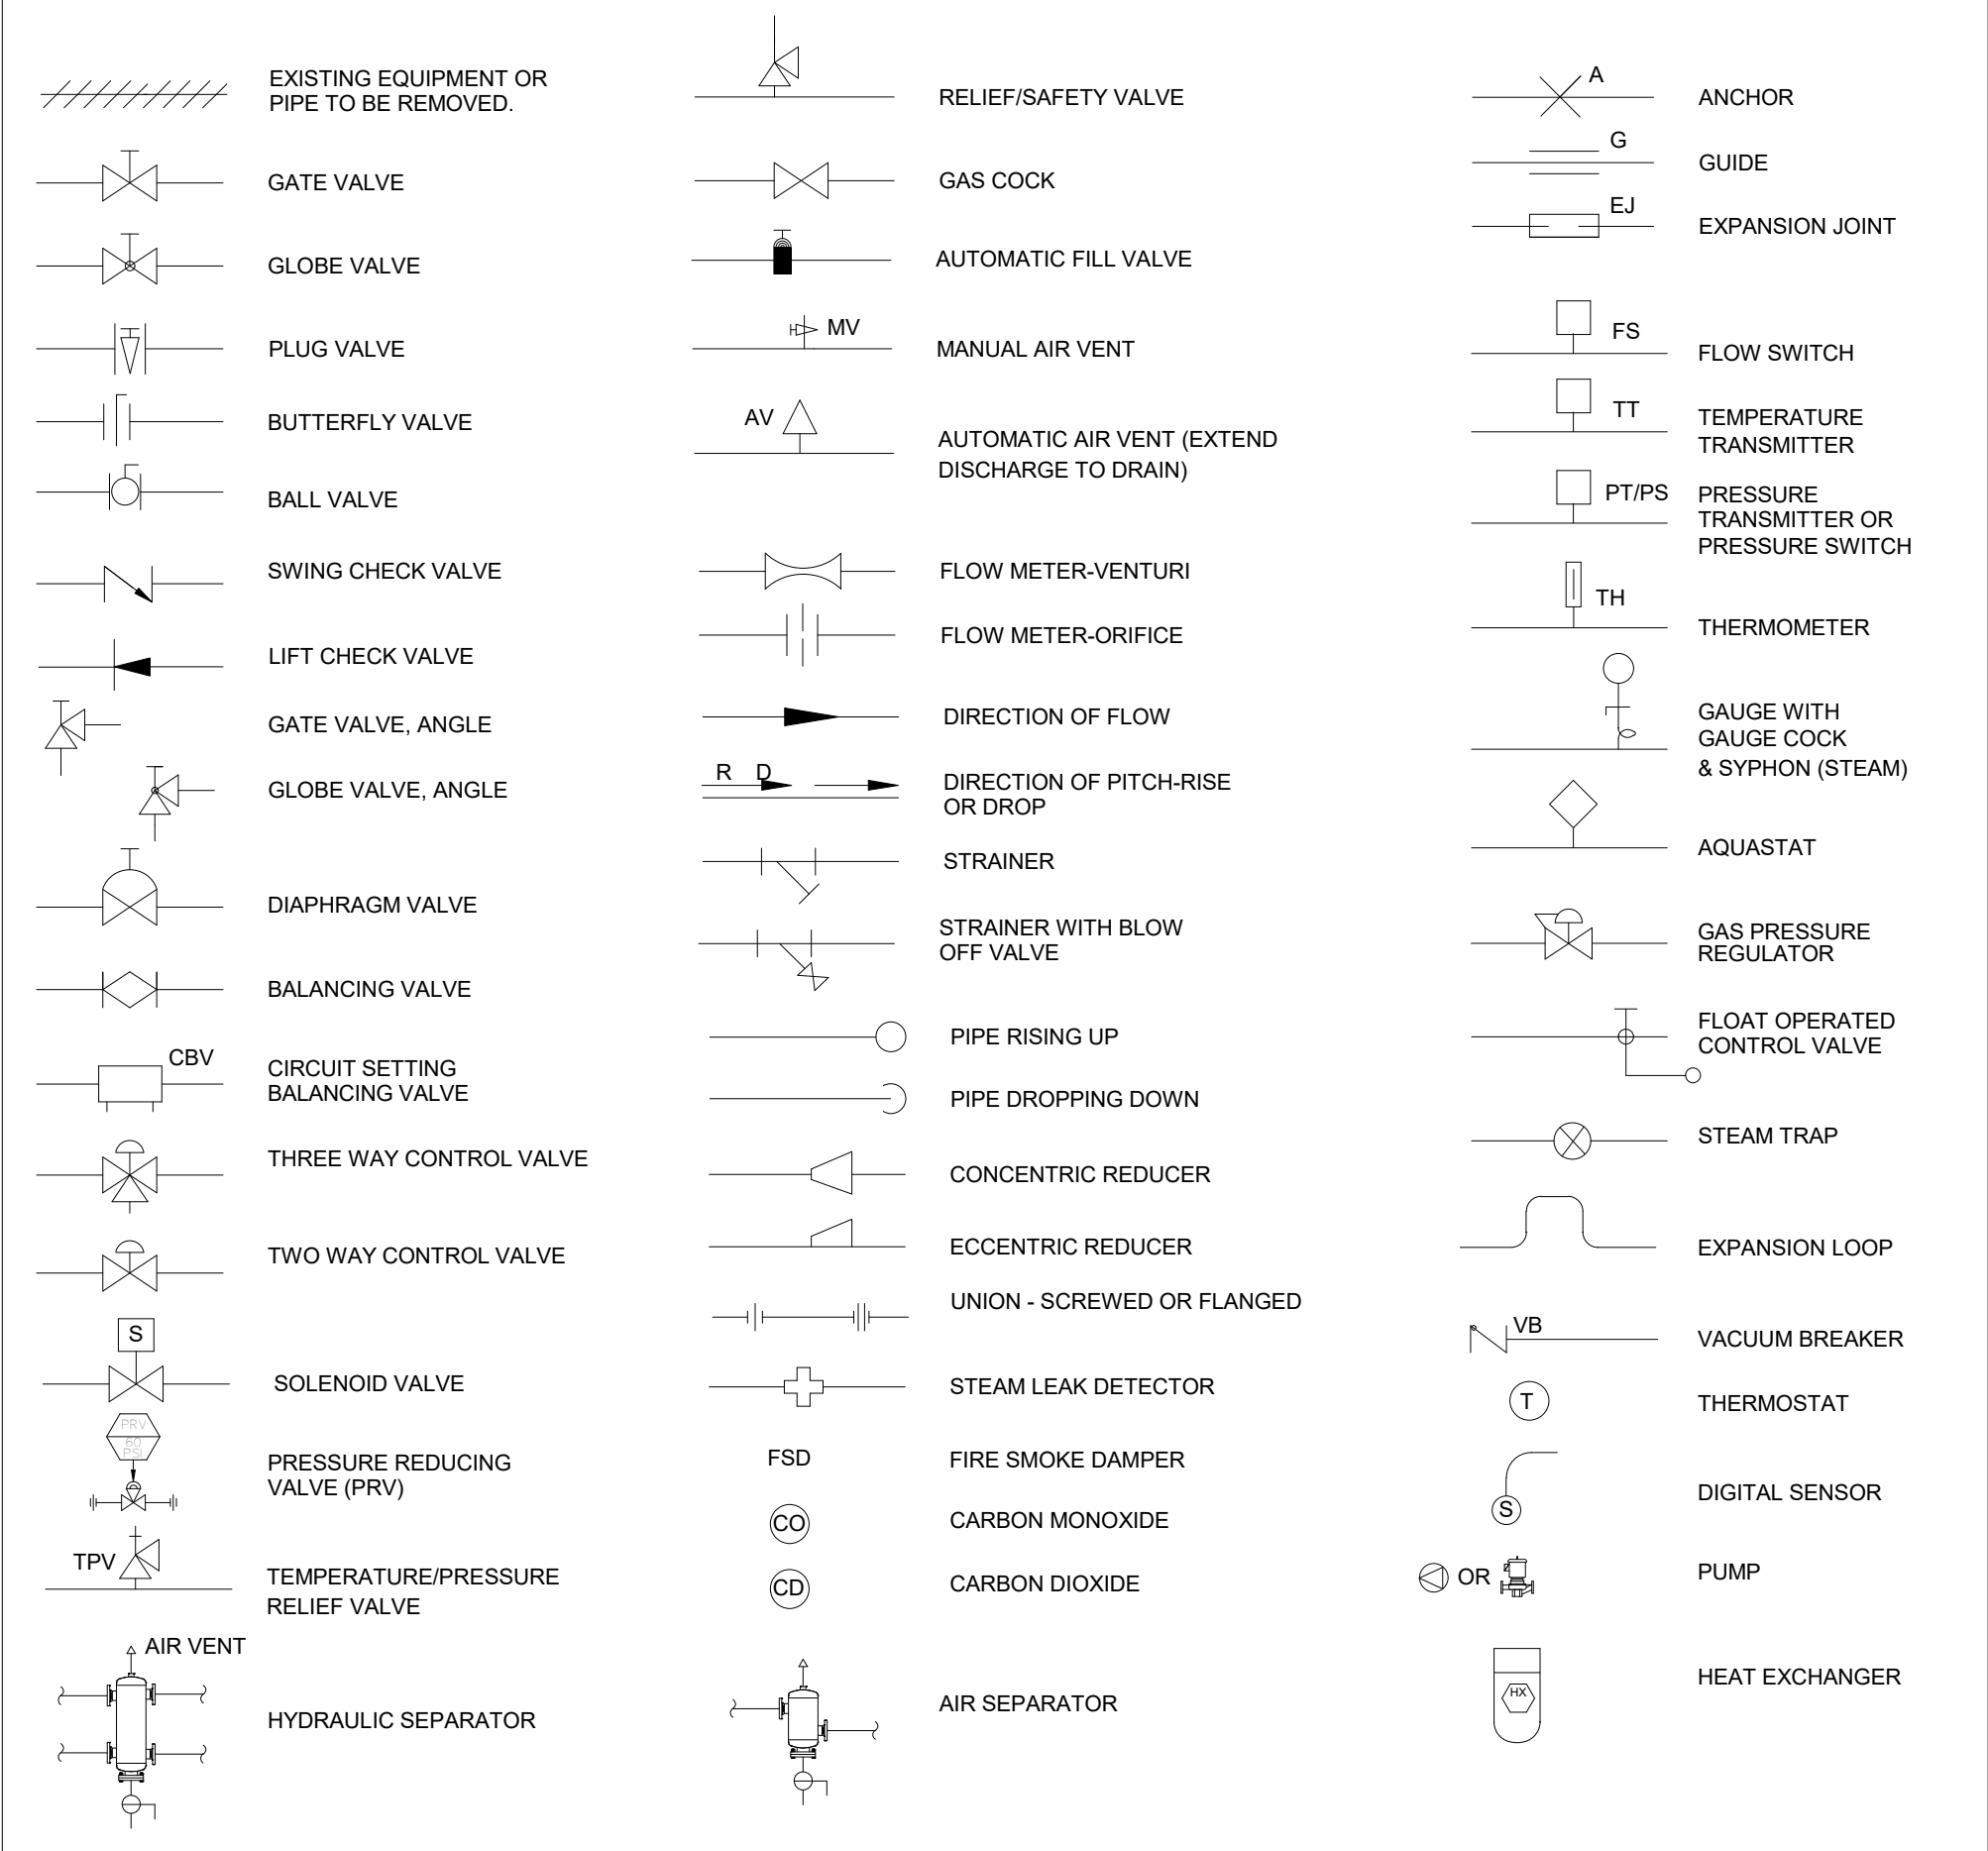 EXISTING EQUIPMENT OR
PIPE TO BE REMOVED.
GATE VALVE
GLOBE VALVE
PLUG VALVE
BUTTERFLY VALVE
BALL VALVE
SWING CHECK VALVE
LIFT CHECK VALVE
GATE VALVE, ANGLE
GLOBE VALVE, ANGLE
DIAPHRAGM VALVE
BALANCING VALVE
CBV
CIRCUIT SETTING
BALANCING VALVE
THREE WAY CONTROL VALVE
TWO WAY CONTROL VALVE
S
SOLENOID VALVE
PRV
60
PSI
PRESSURE REDUCING
VALVE (PRV)
TPV
TEMPERATURE/PRESSURE
RELIEF VALVE
AIR VENT
HYDRAULIC SEPARATOR
RELIEF/SAFETY VALVE
GAS COCK
AUTOMATIC FILL VALVE
MV
MANUAL AIR VENT
AV
AUTOMATIC AIR VENT (EXTEND
DISCHARGE TO DRAIN)
FLOW METER-VENTURI
FLOW METER-ORIFICE
DIRECTION OF FLOW
R D
DIRECTION OF PITCH-RISE
OR DROP
STRAINER
STRAINER WITH BLOW
OFF VALVE
PIPE RISING UP
PIPE DROPPING DOWN
CONCENTRIC REDUCER
ECCENTRIC REDUCER
UNION - SCREWED OR FLANGED
STEAM LEAK DETECTOR
FSD FIRE SMOKE DAMPER
CO CARBON MONOXIDE
CD CARBON DIOXIDE
AIR SEPARATOR
A
ANCHOR
G
GUIDE
EJ
EXPANSION JOINT
FS
FLOW SWITCH
TT
TEMPERATURE
TRANSMITTER
PT/PS
PRESSURE
TRANSMITTER OR
PRESSURE SWITCH
TH
THERMOMETER
GAUGE WITH
GAUGE COCK
& SYPHON (STEAM)
AQUASTAT
GAS PRESSURE
REGULATOR
FLOAT OPERATED
CONTROL VALVE
STEAM TRAP
EXPANSION LOOP
VB
VACUUM BREAKER
T THERMOSTAT
S
DIGITAL SENSOR
OR PUMP
HX
HEAT EXCHANGER